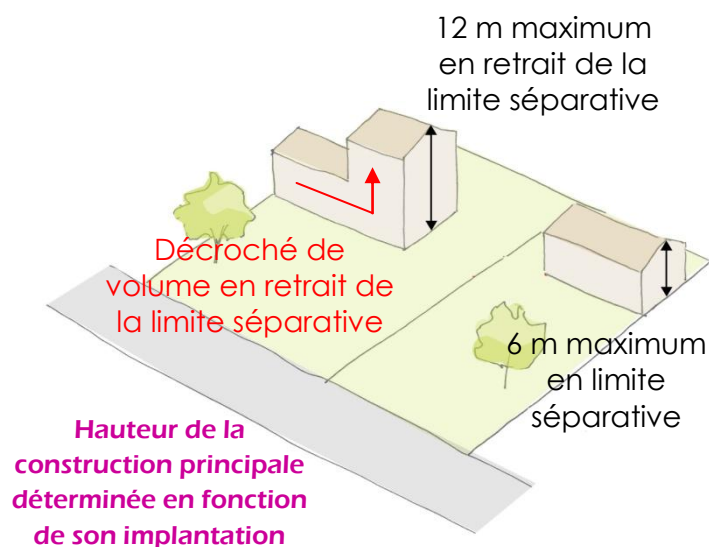 12 m maximum
en retrait de la
limite séparative
Décroché de
volume en retrait de
la limite séparative
6 m maximum
en limite
séparative
Hauteur de la
construction principale
déterminée en fonction
de son implantation